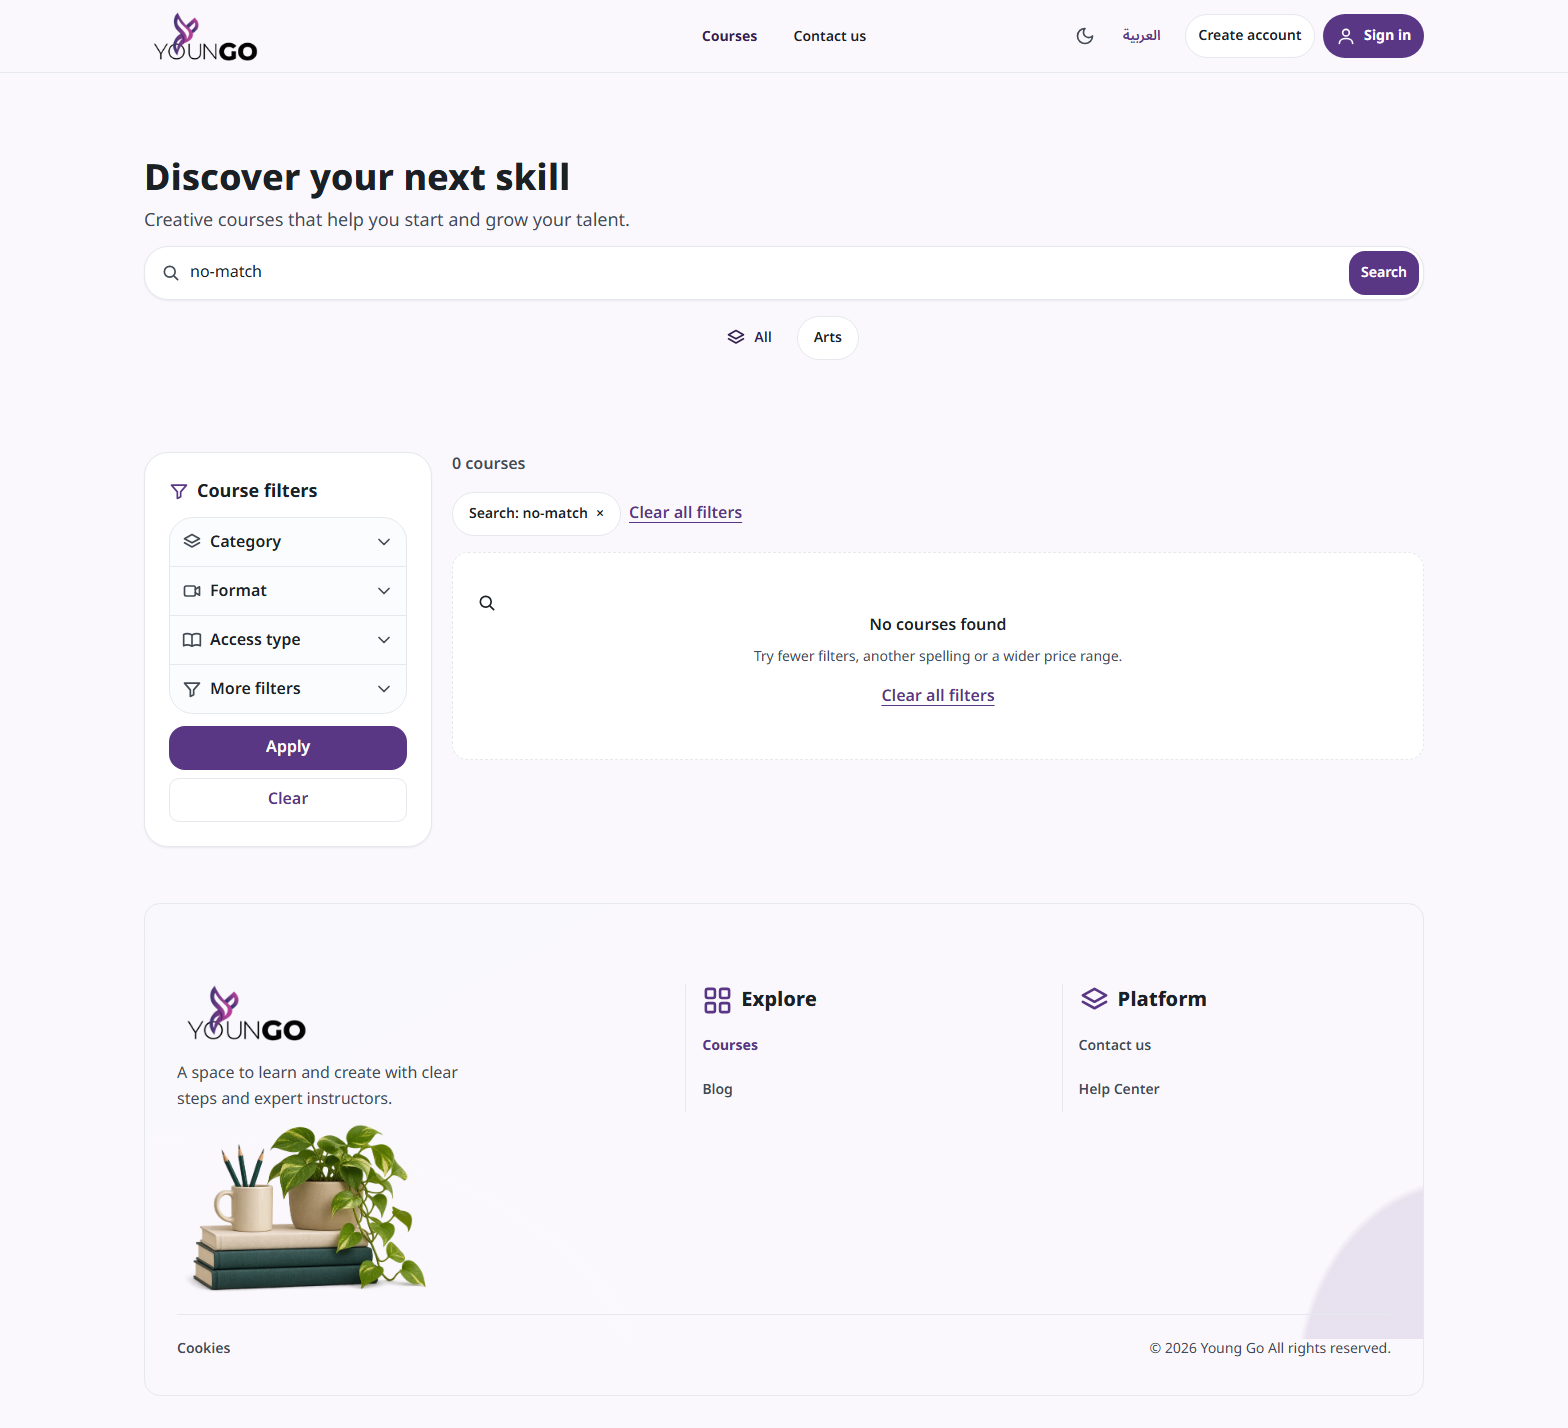 YOUNGO
Courses
Contact us
العربية
Create account
Sign in
Discover your next skill
Creative courses that help you start and grow your talent.
no-match
Search
All
Arts
Course filters
Category
Format
Access type
More filters
Apply
Clear
0 courses
Search: no-match ×
Clear all filters
No courses found
Try fewer filters, another spelling or a wider price range.
Clear all filters
YOUNGO
A space to learn and create with clear
steps and expert instructors.
Explore
Courses
Blog
Platform
Contact us
Help Center
Cookies
© 2026 Young Go All rights reserved.